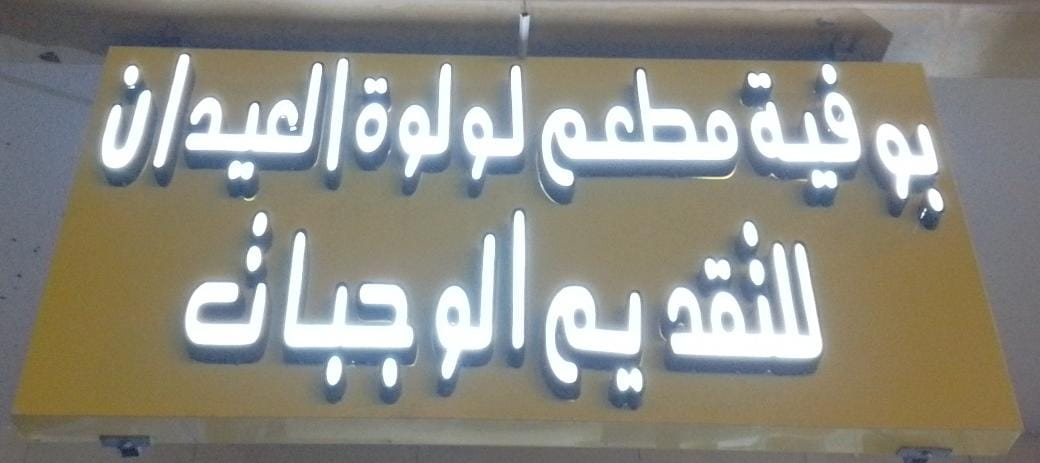 بوفية مطعم لولوة العيدان
للتقديم الوجبات